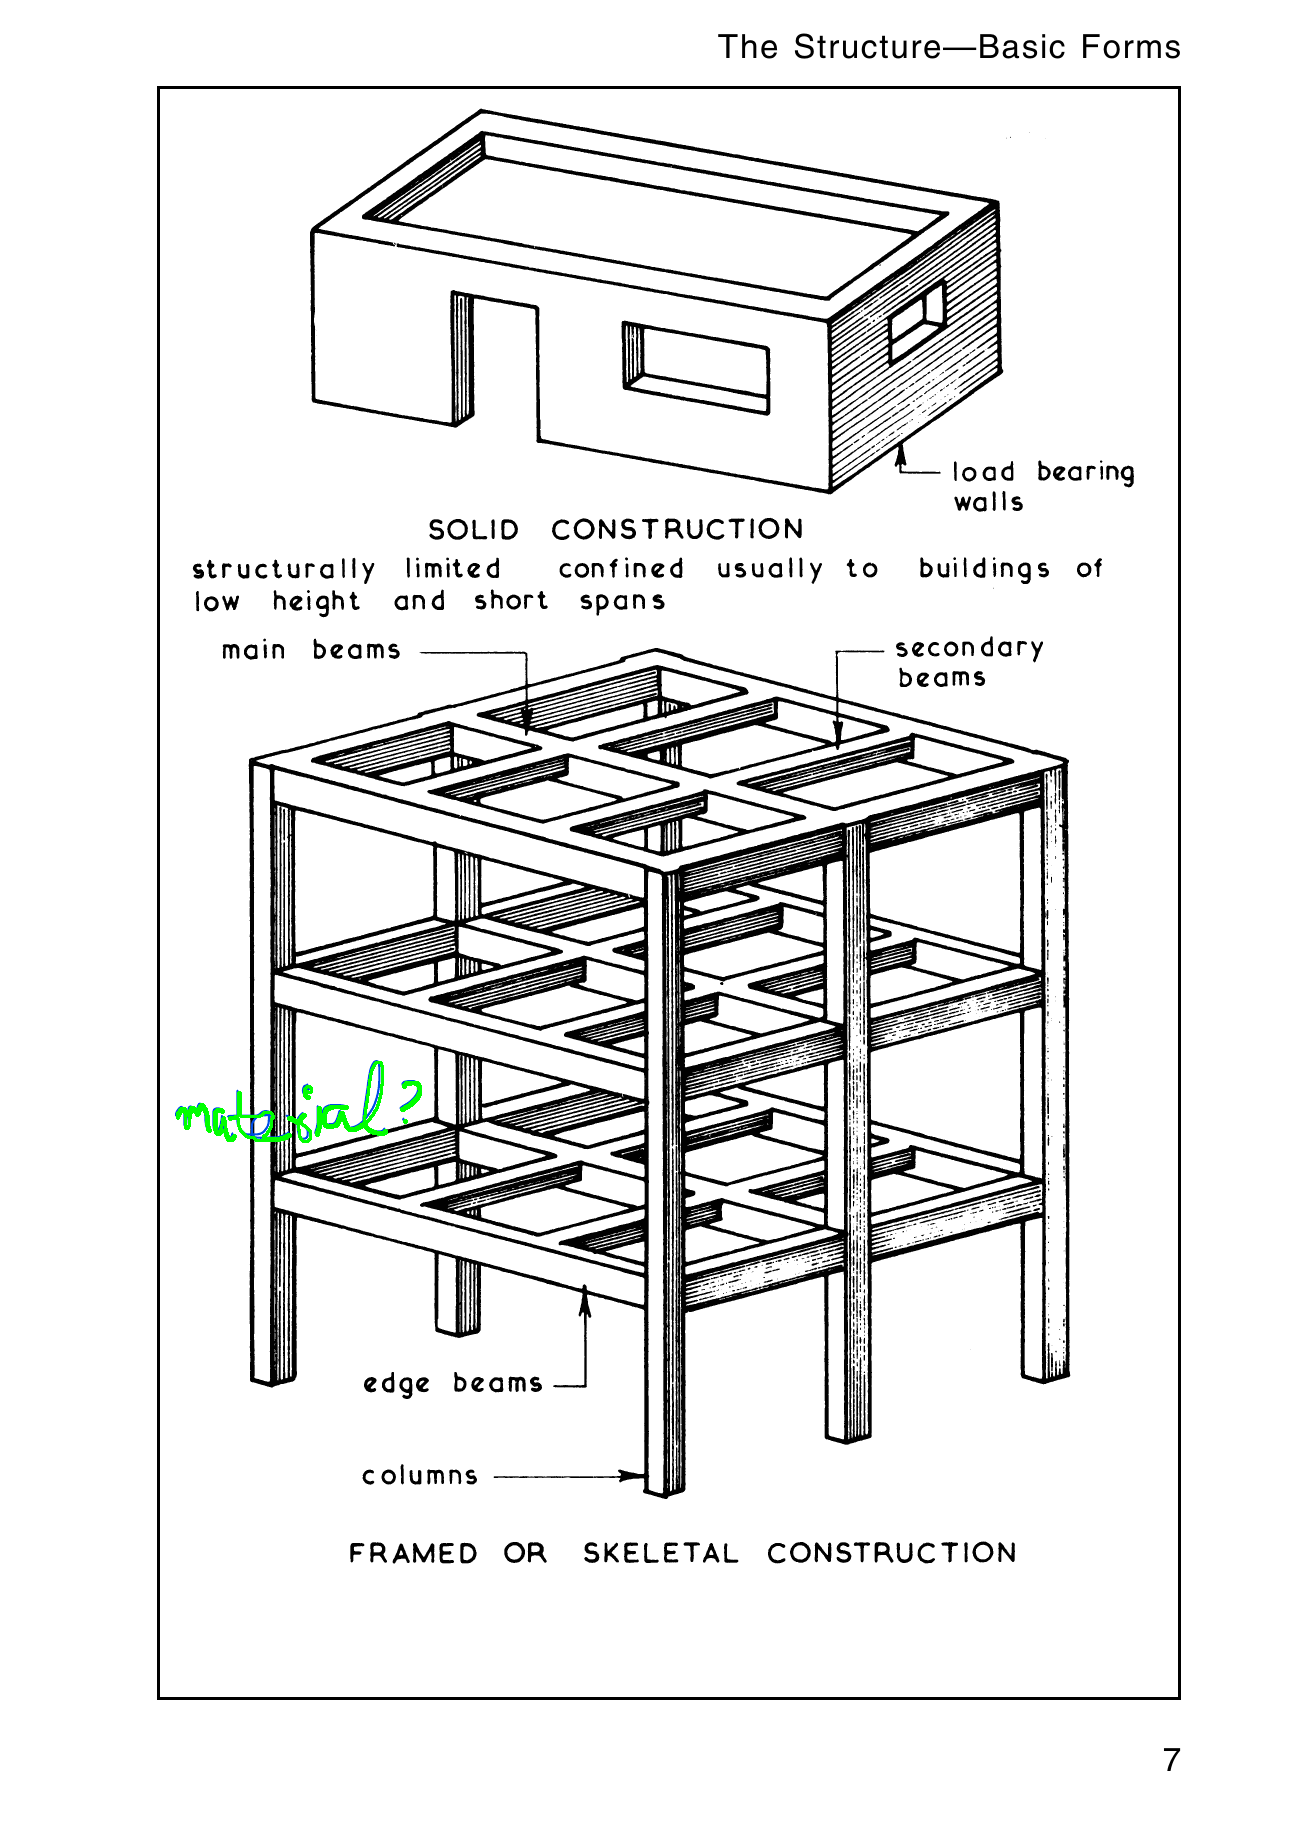 The Structure—Basic Forms
load bearing
walls
SOLID CONSTRUCTION
structurally limited confined usually to buildings of
low height and short spans
main beams
secondary
beams
material?
edge beams
columns
FRAMED OR SKELETAL CONSTRUCTION
7